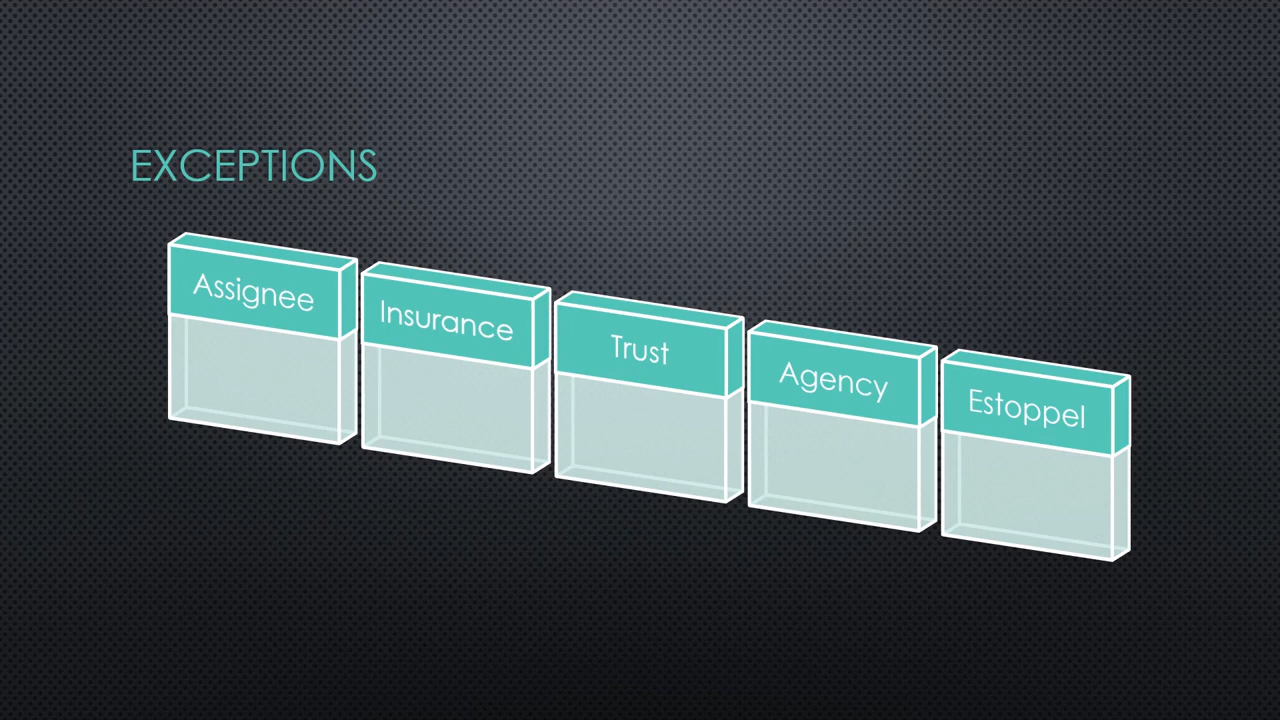 EXCEPTIONS
Assignee
Insurance
Trust
Agency
Estoppel